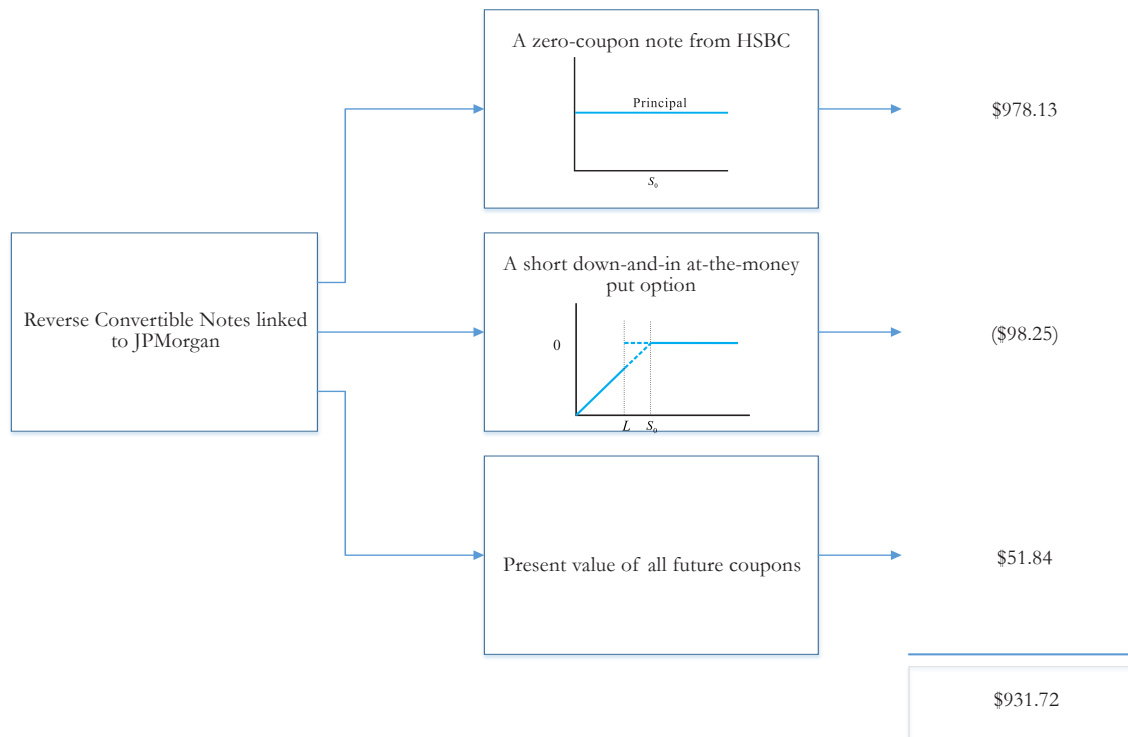 A zero-coupon note from HSBC
Principal
S₀
$978.13
Reverse Convertible Notes linked
to JPMorgan
A short down-and-in at-the-money
put option
0
L S₀
($98.25)
Present value of all future coupons
$51.84
$931.72